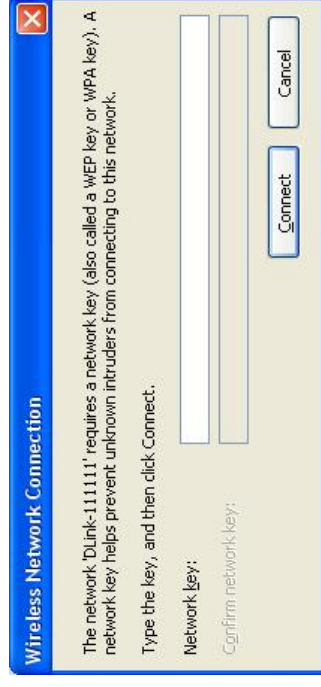 Wireless Network Connection
The network 'DLink-111111' requires a network key (also called a WEP key or WPA key). A
network key helps prevent unknown intruders from connecting to this network.
Type the key, and then click Connect.
Network key:
Confirm network key:
Connect
Cancel